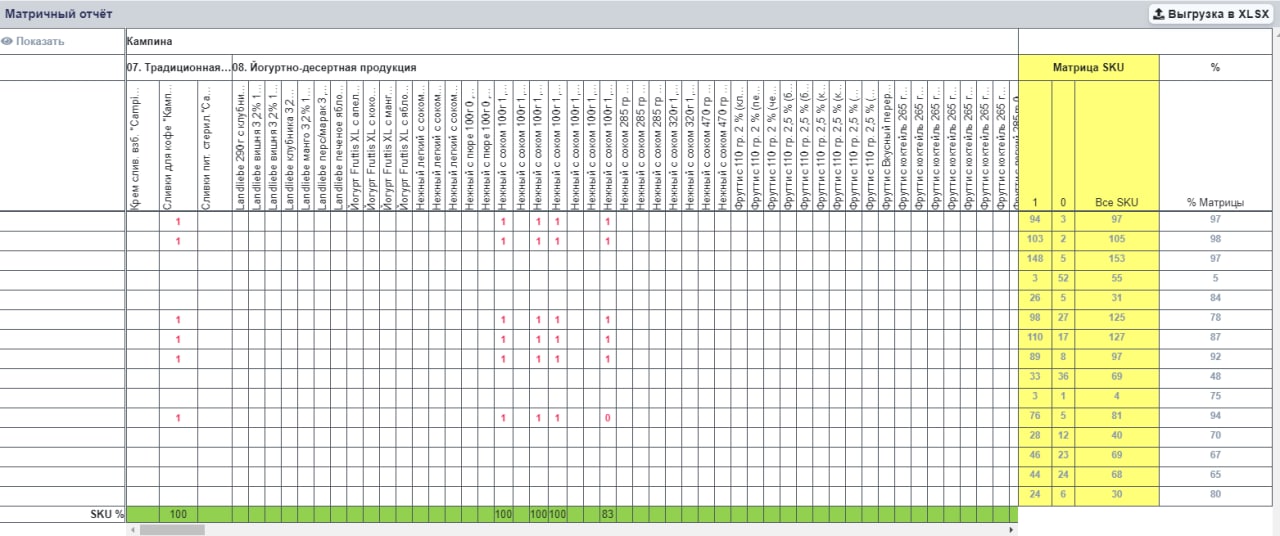 Матричный отчёт
Выгрузка в XLSX
Показать
Кампина
07. Традиционная... 08. Йогуртно-десертная продукция
Матрица SKU %
Крем слив. взб. "Campi...
Сливки для кофе "Камп...
Сливки пит. стерил."Са...
Landliebe 290г с клубни...
Landliebe вишня 3,2% 1...
Landliebe вишня 3,2% 1...
Landliebe клубника 3,2...
Landliebe манго 3,2% 1...
Landliebe перс/марак 3,...
Landliebe печеное ябло...
Йогурт Fruttis XL с апел...
Йогурт Fruttis XL с коко...
Йогурт Fruttis XL с манг...
Йогурт Fruttis XL с ябло...
Нежный легкий с соком...
Нежный легкий с соком...
Нежный легкий с соком...
Нежный с пюре 100г 0,...
Нежный с пюре 100г 0,...
Нежный с соком 100г 1,...
Нежный с соком 100г 1,...
Нежный с соком 100г 1,...
Нежный с соком 100г 1,...
Нежный с соком 100г 1,...
Нежный с соком 100г 1,...
Нежный с соком 100г 1,...
Нежный с соком 285 гр ...
Нежный с соком 285 гр ...
Нежный с соком 285 гр ...
Нежный с соком 320г 1,...
Нежный с соком 320г 1,...
Нежный с соком 470 гр ...
Нежный с соком 470 гр ...
Фруттис 110 гр. 2 % (кл...
Фруттис 110 гр. 2 % (пе...
Фруттис 110 гр. 2 % (че...
Фруттис 110 гр. 2,5 % (б...
Фруттис 110 гр. 2,5 % (б...
Фруттис 110 гр. 2,5 % (к...
Фруттис 110 гр. 2,5 % (к...
Фруттис 110 гр. 2,5 % (...
Фруттис 110 гр. 2,5 % (...
Фруттис Вкусный перер...
Фруттис коктейль 265 г...
Фруттис коктейль 265 г...
Фруттис коктейль 265 г...
Фруттис коктейль 265 г...
Фруттис коктейль 265 г...
Фруттис коктейль 265 г...
Фруттис коктейль 265 г...
1 0 Все SKU % Матрицы
1 1 1 1 1 94 3 97 97
1 1 1 1 1 103 2 105 98
148 5 153 97
3 52 55 5
26 5 31 84
1 1 1 1 1 98 27 125 78
1 1 1 1 1 110 17 127 87
1 1 1 1 1 89 8 97 92
33 36 69 48
3 1 4 75
1 1 1 1 0 76 5 81 94
28 12 40 70
46 23 69 67
44 24 68 65
24 6 30 80
SKU % 100 100 100 100 83